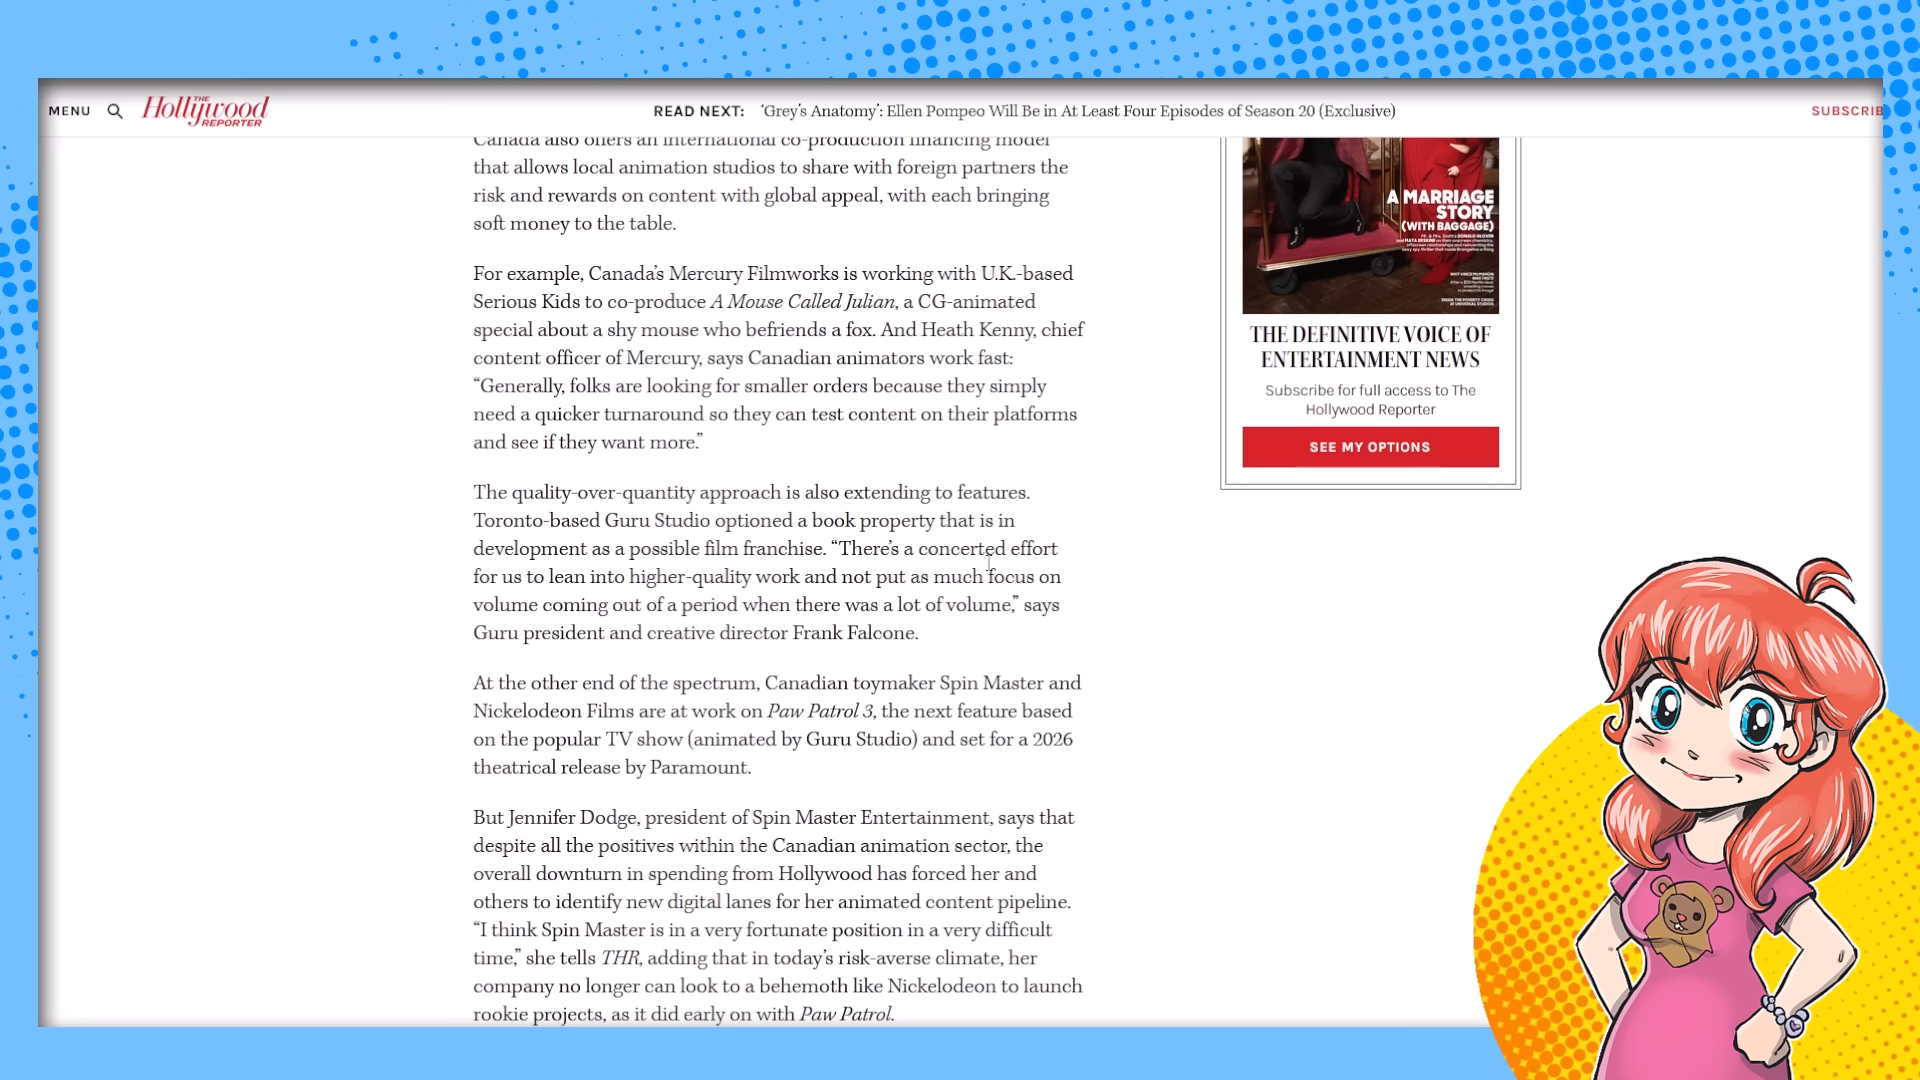 MENU
THE
Hollywood
REPORTER
READ NEXT: 'Grey's Anatomy': Ellen Pompeo Will Be in At Least Four Episodes of Season 20 (Exclusive)
SUBSCRIB
Canada also offers an international co-production financing model
that allows local animation studios to share with foreign partners the
risk and rewards on content with global appeal, with each bringing
soft money to the table.
For example, Canada's Mercury Filmworks is working with U.K.-based
Serious Kids to co-produce A Mouse Called Julian, a CG-animated
special about a shy mouse who befriends a fox. And Heath Kenny, chief
content officer of Mercury, says Canadian animators work fast:
“Generally, folks are looking for smaller orders because they simply
need a quicker turnaround so they can test content on their platforms
and see if they want more.”
The quality-over-quantity approach is also extending to features.
Toronto-based Guru Studio optioned a book property that is in
development as a possible film franchise. “There's a concerted effort
for us to lean into higher-quality work and not put as much focus on
volume coming out of a period when there was a lot of volume,” says
Guru president and creative director Frank Falcone.
At the other end of the spectrum, Canadian toymaker Spin Master and
Nickelodeon Films are at work on Paw Patrol 3, the next feature based
on the popular TV show (animated by Guru Studio) and set for a 2026
theatrical release by Paramount.
But Jennifer Dodge, president of Spin Master Entertainment, says that
despite all the positives within the Canadian animation sector, the
overall downturn in spending from Hollywood has forced her and
others to identify new digital lanes for her animated content pipeline.
“I think Spin Master is in a very fortunate position in a very difficult
time,” she tells THR, adding that in today's risk-averse climate, her
company no longer can look to a behemoth like Nickelodeon to launch
rookie projects, as it did early on with Paw Patrol.
A MARRIAGE
STORY
(WITH BAGGAGE)
THE DEFINITIVE VOICE OF
ENTERTAINMENT NEWS
Subscribe for full access to The
Hollywood Reporter
SEE MY OPTIONS